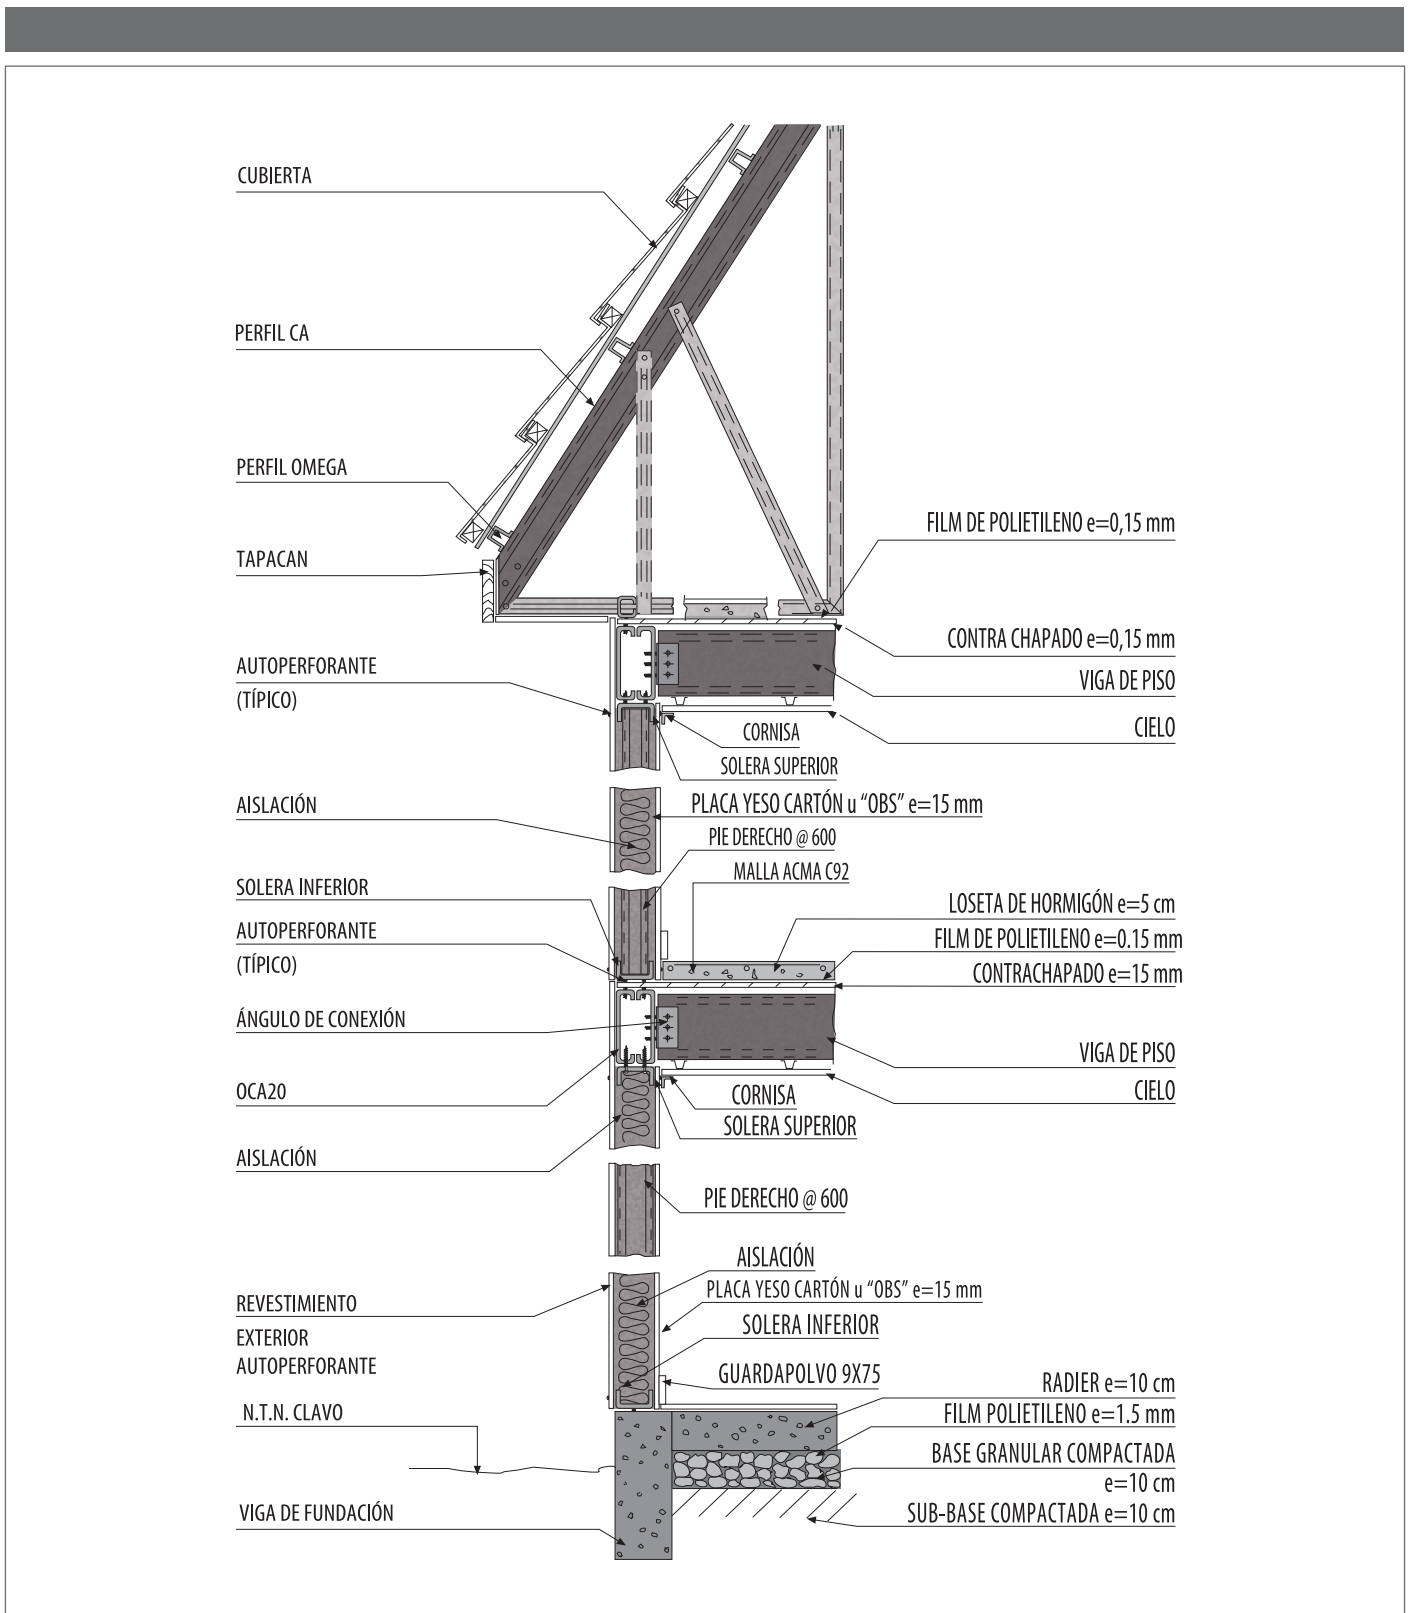 CUBIERTA
PERFIL CA
PERFIL OMEGA
TAPACAN
FILM DE POLIETILENO e=0,15 mm
CONTRA CHAPADO e=0,15 mm
VIGA DE PISO
CIELO
AUTOPERFORANTE
(TÍPICO)
CORNISA
SOLERA SUPERIOR
AISLACIÓN
PLACA YESO CARTÓN u “OBS” e=15 mm
PIE DERECHO @ 600
MALLA ACMA C92
SOLERA INFERIOR
AUTOPERFORANTE
(TÍPICO)
LOSETA DE HORMIGÓN e=5 cm
FILM DE POLIETILENO e=0.15 mm
CONTRACHAPADO e=15 mm
ÁNGULO DE CONEXIÓN
VIGA DE PISO
CIELO
OCA20
CORNISA
SOLERA SUPERIOR
AISLACIÓN
PIE DERECHO @ 600
AISLACIÓN
PLACA YESO CARTÓN u “OBS” e=15 mm
SOLERA INFERIOR
GUARDAPOLVO 9X75
REVESTIMIENTO
EXTERIOR
AUTOPERFORANTE
N.T.N. CLAVO
VIGA DE FUNDACIÓN
RADIER e=10 cm
FILM POLIETILENO e=1.5 mm
BASE GRANULAR COMPACTADA
e=10 cm
SUB-BASE COMPACTADA e=10 cm